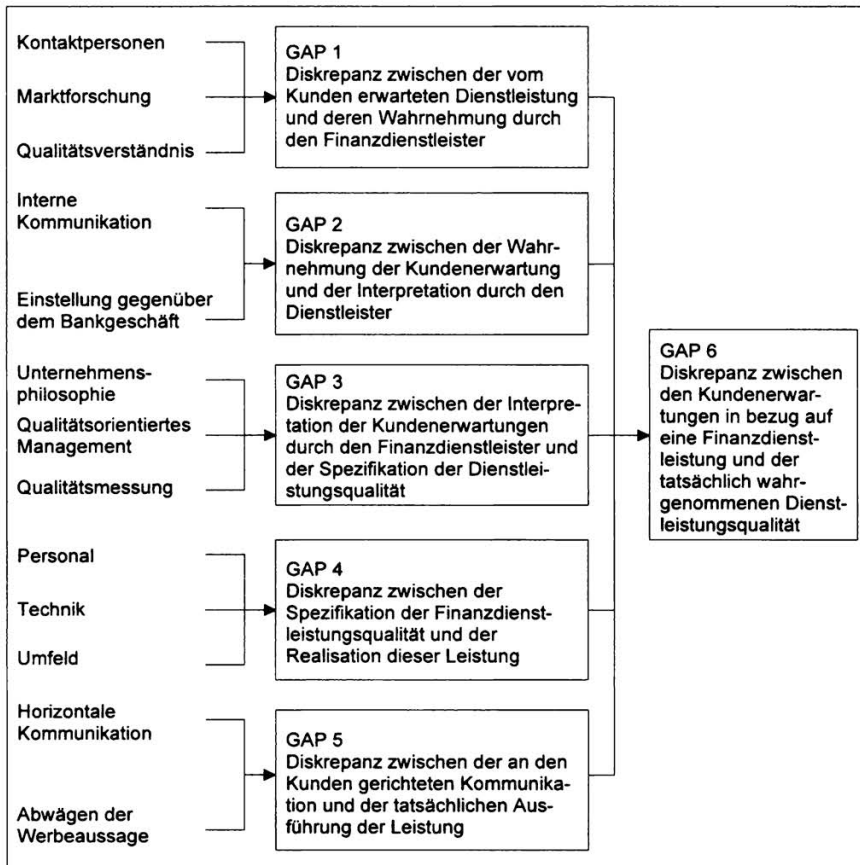 Kontaktpersonen
Marktforschung
Qualitätsverständnis
GAP 1
Diskrepanz zwischen der vom
Kunden erwarteten Dienstleistung
und deren Wahrnehmung durch
den Finanzdienstleister
Interne
Kommunikation
Einstellung gegenüber
dem Bankgeschäft
GAP 2
Diskrepanz zwischen der Wahr-
nehmung der Kundenerwartung
und der Interpretation durch den
Dienstleister
Unternehmens-
philosophie
Qualitätsorientiertes
Management
Qualitätsmessung
GAP 3
Diskrepanz zwischen der Interpre-
tation der Kundenerwartungen
durch den Finanzdienstleister und
der Spezifikation der Dienstlei-
stungsqualität
Personal
Technik
Umfeld
GAP 4
Diskrepanz zwischen der
Spezifikation der Finanzdienst-
leistungsqualität und der
Realisation dieser Leistung
Horizontale
Kommunikation
Abwägen der
Werbeaussage
GAP 5
Diskrepanz zwischen der an den
Kunden gerichteten Kommunika-
tion und der tatsächlichen Aus-
führung der Leistung
GAP 6
Diskrepanz zwischen
den Kundenerwar-
tungen in bezug auf
eine Finanzdienst-
leistung und der
tatsächlich wahr-
genommenen Dienst-
leistungsqualität